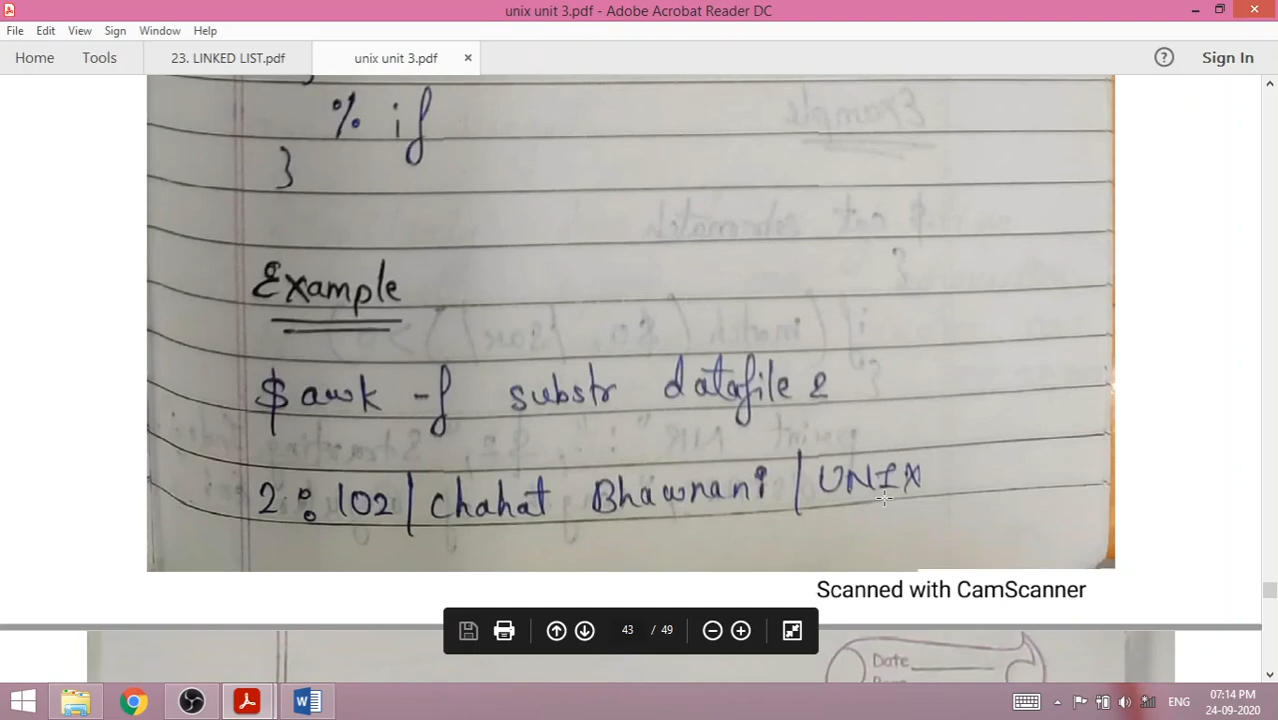 unix unit 3.pdf - Adobe Acrobat Reader DC
File Edit View Sign Window Help
Home Tools 23. LINKED LIST.pdf unix unit 3.pdf × ? Sign In
% if
}
Example
$ awk -f substr datafile 2
2 : 102 | Chahat Bhawnani | UNIX
Scanned with CamScanner
43 / 49
Date
ENG
07:14 PM
24-09-2020